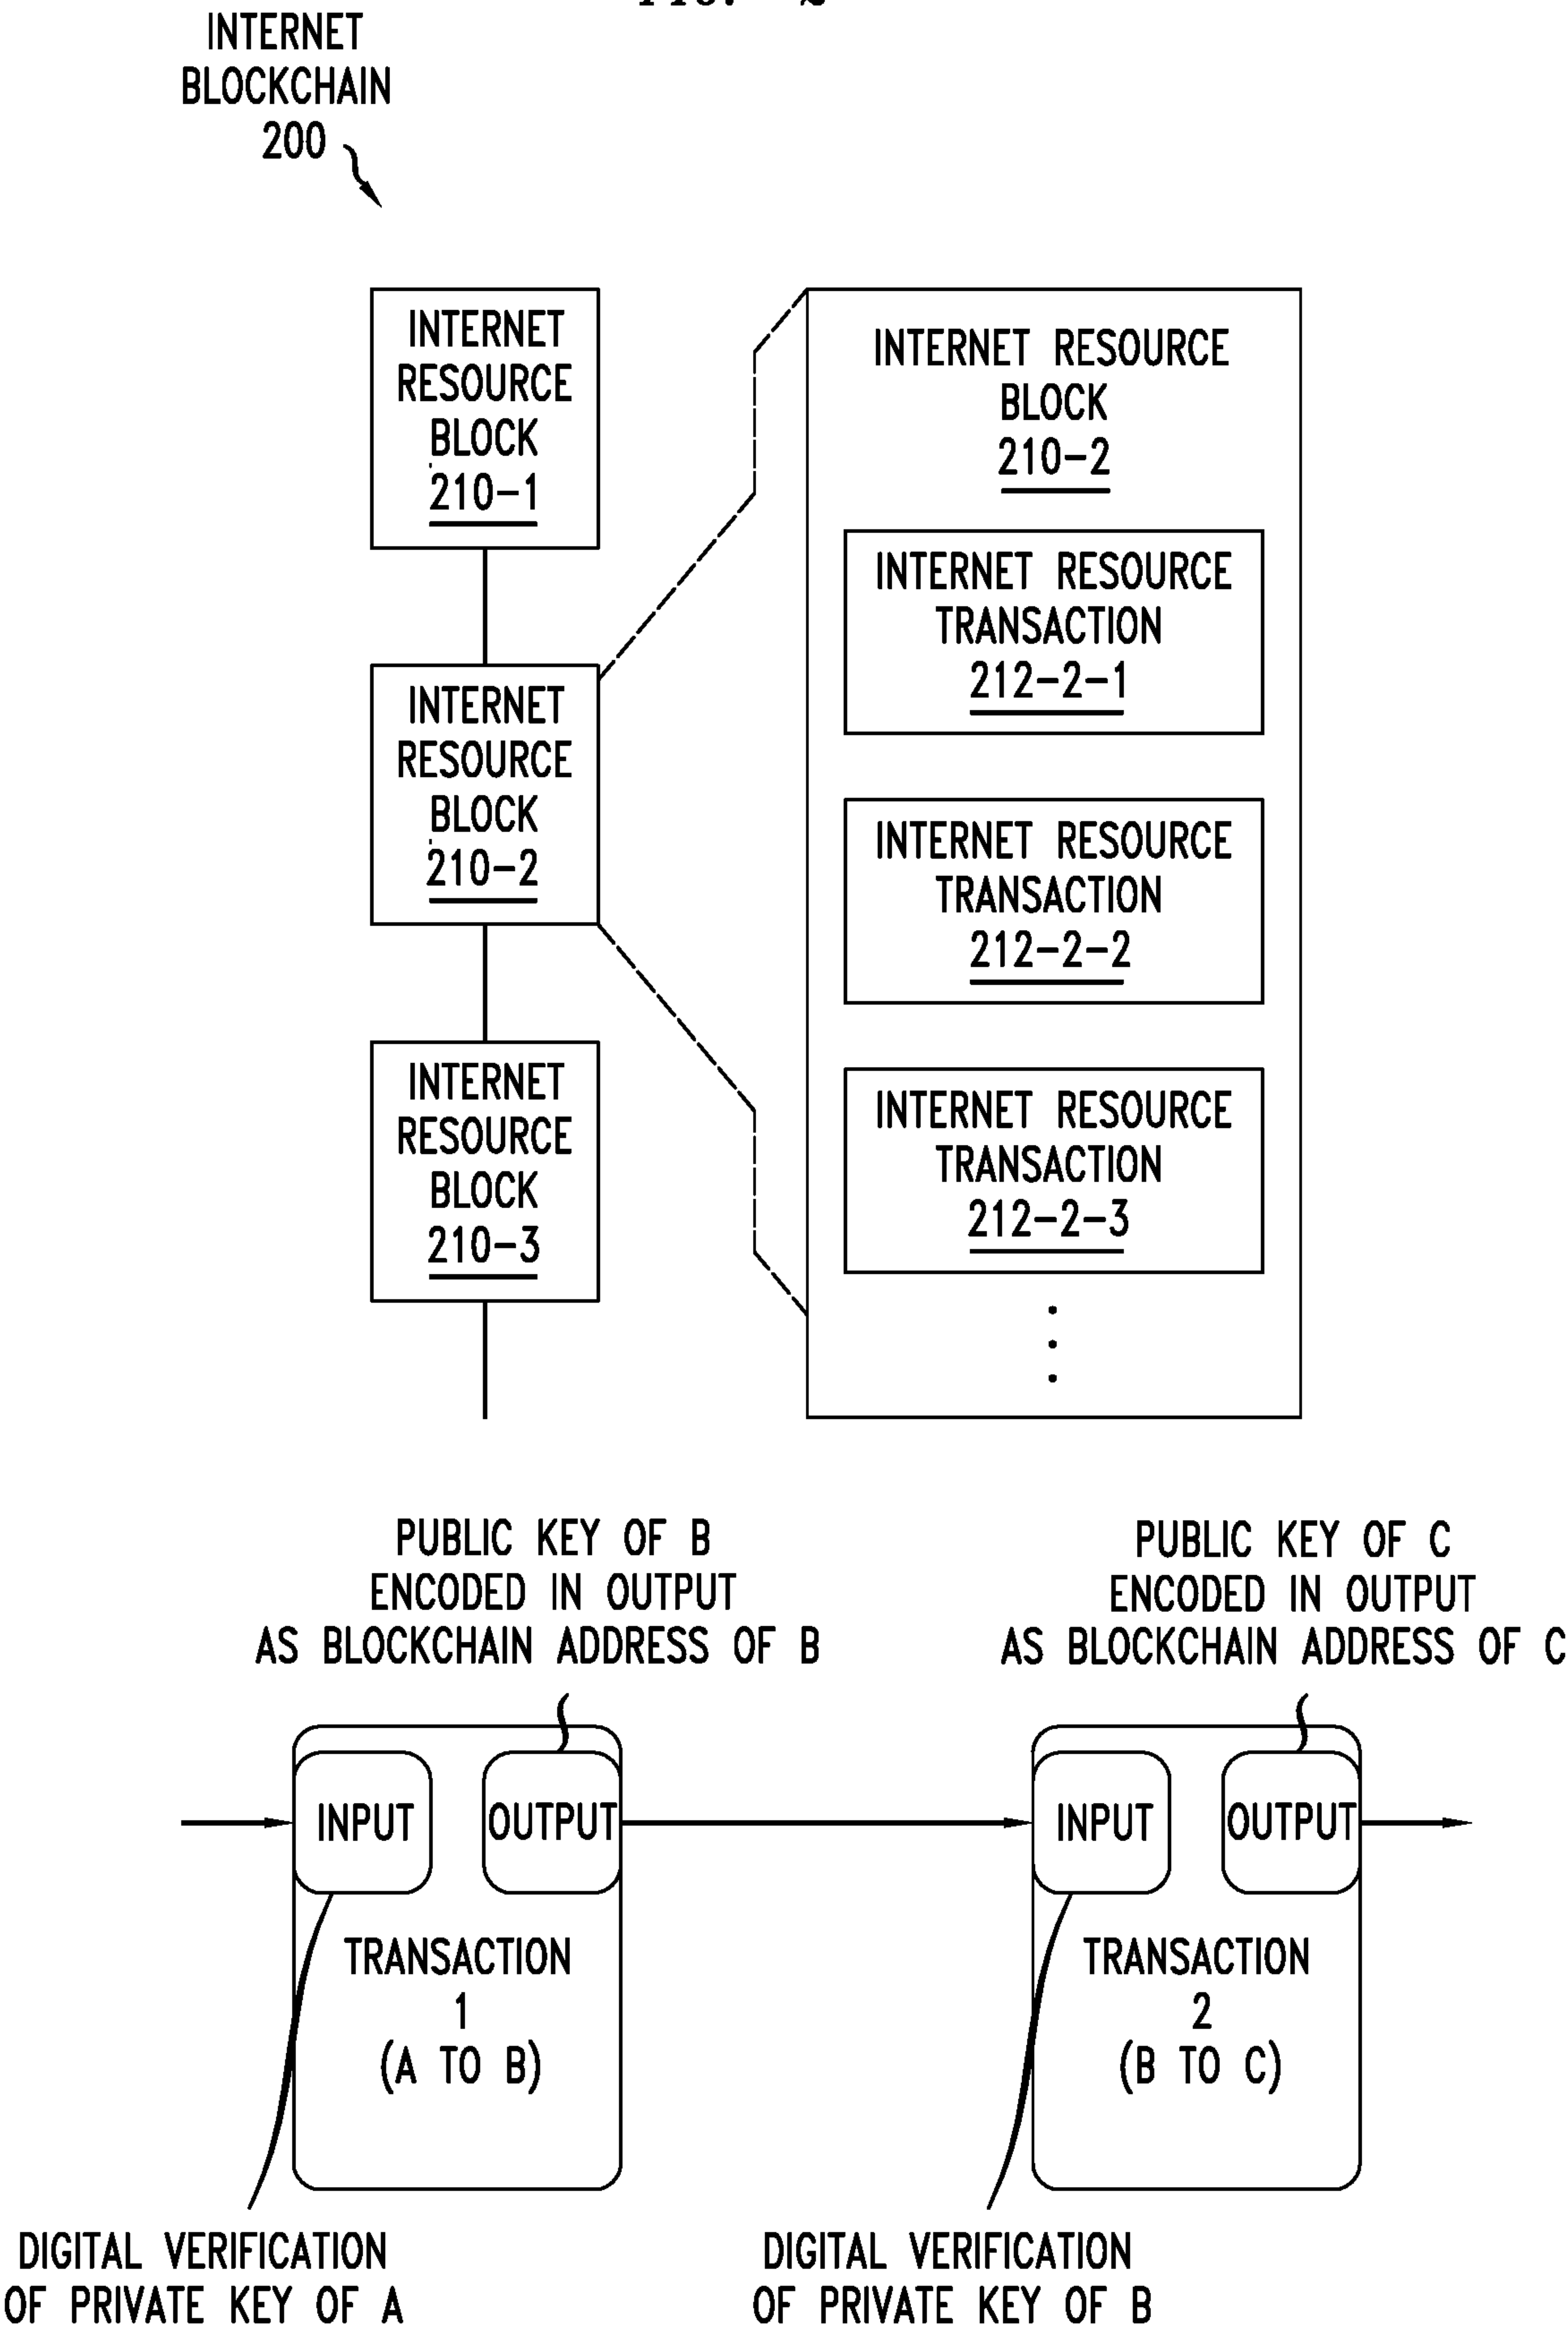 INTERNET
BLOCKCHAIN
200
INTERNET
RESOURCE
BLOCK
210-1
INTERNET
RESOURCE
BLOCK
210-2
INTERNET
RESOURCE
BLOCK
210-3
INTERNET RESOURCE
BLOCK
210-2
INTERNET RESOURCE
TRANSACTION
212-2-1
INTERNET RESOURCE
TRANSACTION
212-2-2
INTERNET RESOURCE
TRANSACTION
212-2-3
PUBLIC KEY OF B
ENCODED IN OUTPUT
AS BLOCKCHAIN ADDRESS OF B
PUBLIC KEY OF C
ENCODED IN OUTPUT
AS BLOCKCHAIN ADDRESS OF C
INPUT
OUTPUT
TRANSACTION
1
(A TO B)
INPUT
OUTPUT
TRANSACTION
2
(B TO C)
DIGITAL VERIFICATION
OF PRIVATE KEY OF A
DIGITAL VERIFICATION
OF PRIVATE KEY OF B